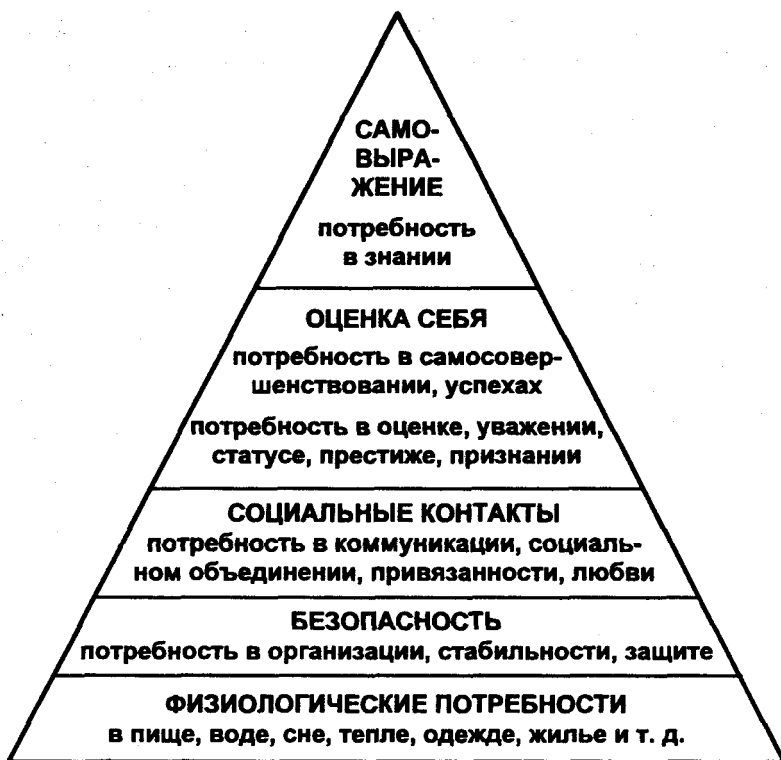 САМО-
ВЫРА-
ЖЕНИЕ
потребность
в знании
ОЦЕНКА СЕБЯ
потребность в самосовер-
шенствовании, успехах
потребность в оценке, уважении,
статусе, престиже, признании
СОЦИАЛЬНЫЕ КОНТАКТЫ
потребность в коммуникации, социаль-
ном объединении, привязанности, любви
БЕЗОПАСНОСТЬ
потребность в организации, стабильности, защите
ФИЗИОЛОГИЧЕСКИЕ ПОТРЕБНОСТИ
в пище, воде, сне, тепле, одежде, жилье и т. д.